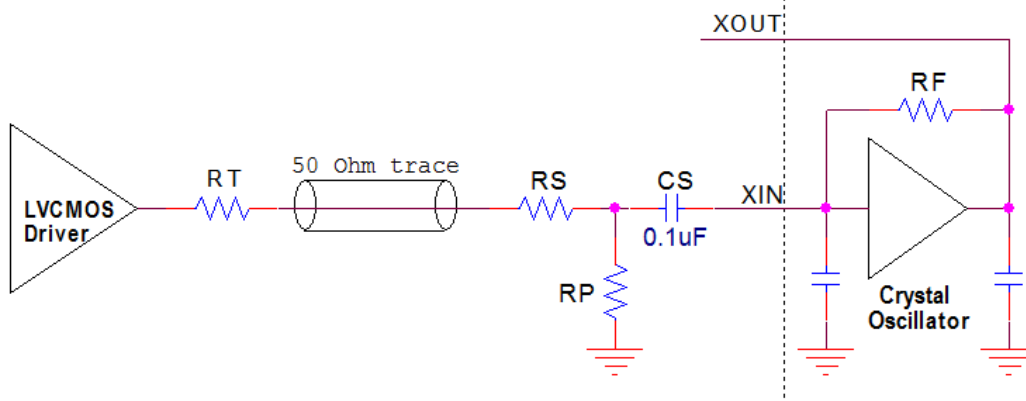 XOUT
RF
50 Ohm trace
RT
RS
CS
XIN
LVCMOS
Driver
0.1uF
RP
Crystal
Oscillator